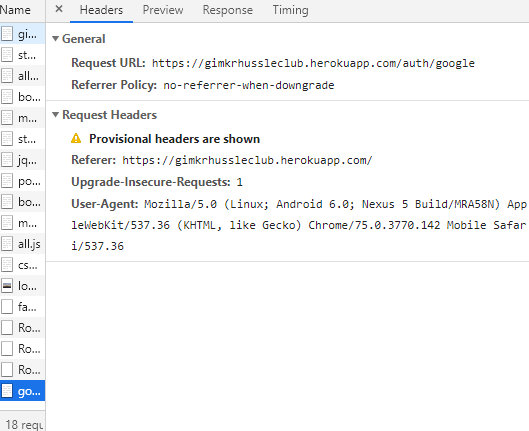 Name
× Headers Preview Response Timing
gi...
st...
all...
bo...
m...
st...
jq...
po...
bo...
m...
all.js
cs...
lo...
fa...
Ro...
Ro...
Ro...
go...
18 requ
▼ General
Request URL: https://gimkrhussleclub.herokuapp.com/auth/google
Referrer Policy: no-referrer-when-downgrade
▼ Request Headers
Provisional headers are shown
Referer: https://gimkrhussleclub.herokuapp.com/
Upgrade-Insecure-Requests: 1
User-Agent: Mozilla/5.0 (Linux; Android 6.0; Nexus 5 Build/MRA58N) App
leWebKit/537.36 (KHTML, like Gecko) Chrome/75.0.3770.142 Mobile Safar
i/537.36